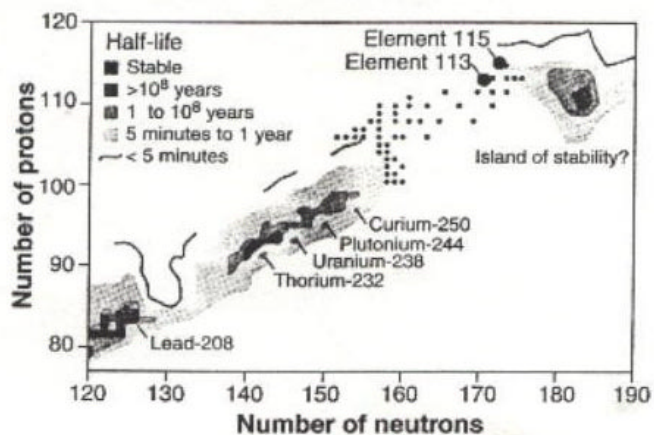 120
110
100
90
80
Number of protons
Half-life
Stable
>10⁸ years
1 to 10⁸ years
5 minutes to 1 year
< 5 minutes
Element 115
Element 113
Island of stability?
Curium-250
Plutonium-244
Uranium-238
Thorium-232
Lead-208
120 130 140 150 160 170 180 190
Number of neutrons